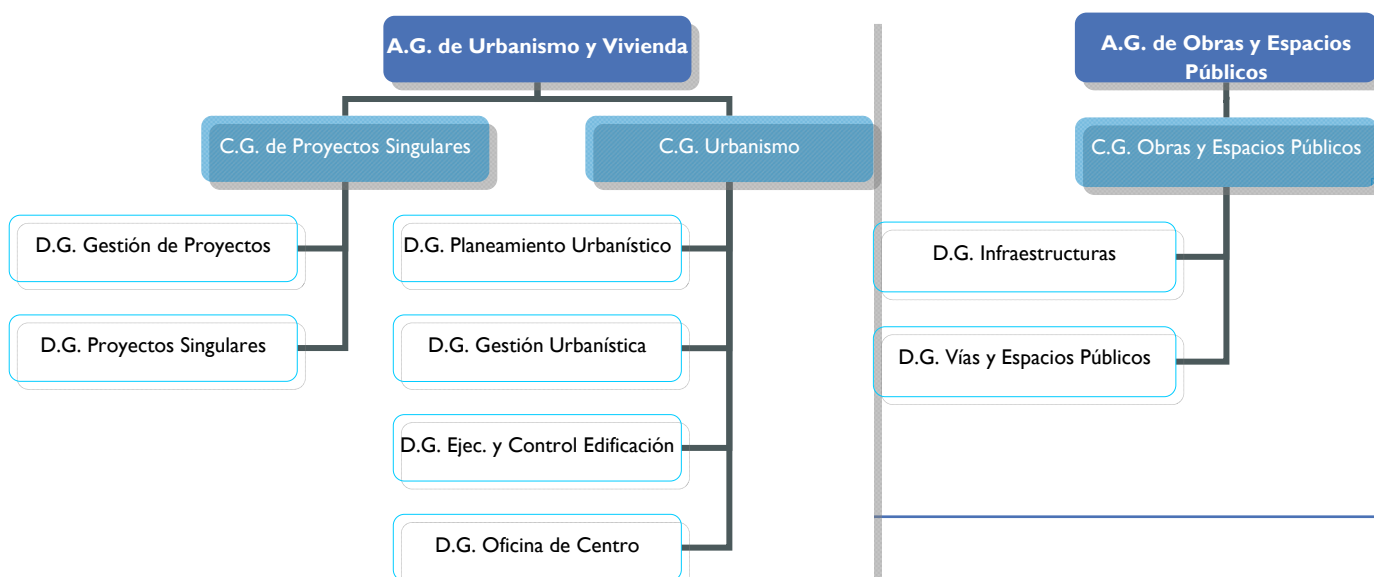 A.G. de Urbanismo y Vivienda
C.G. de Proyectos Singulares
C.G. Urbanismo
D.G. Gestión de Proyectos
D.G. Proyectos Singulares
D.G. Planeamiento Urbanístico
D.G. Gestión Urbanística
D.G. Ejec. y Control Edificación
D.G. Oficina de Centro
A.G. de Obras y Espacios
Públicos
C.G. Obras y Espacios Públicos
D.G. Infraestructuras
D.G. Vías y Espacios Públicos